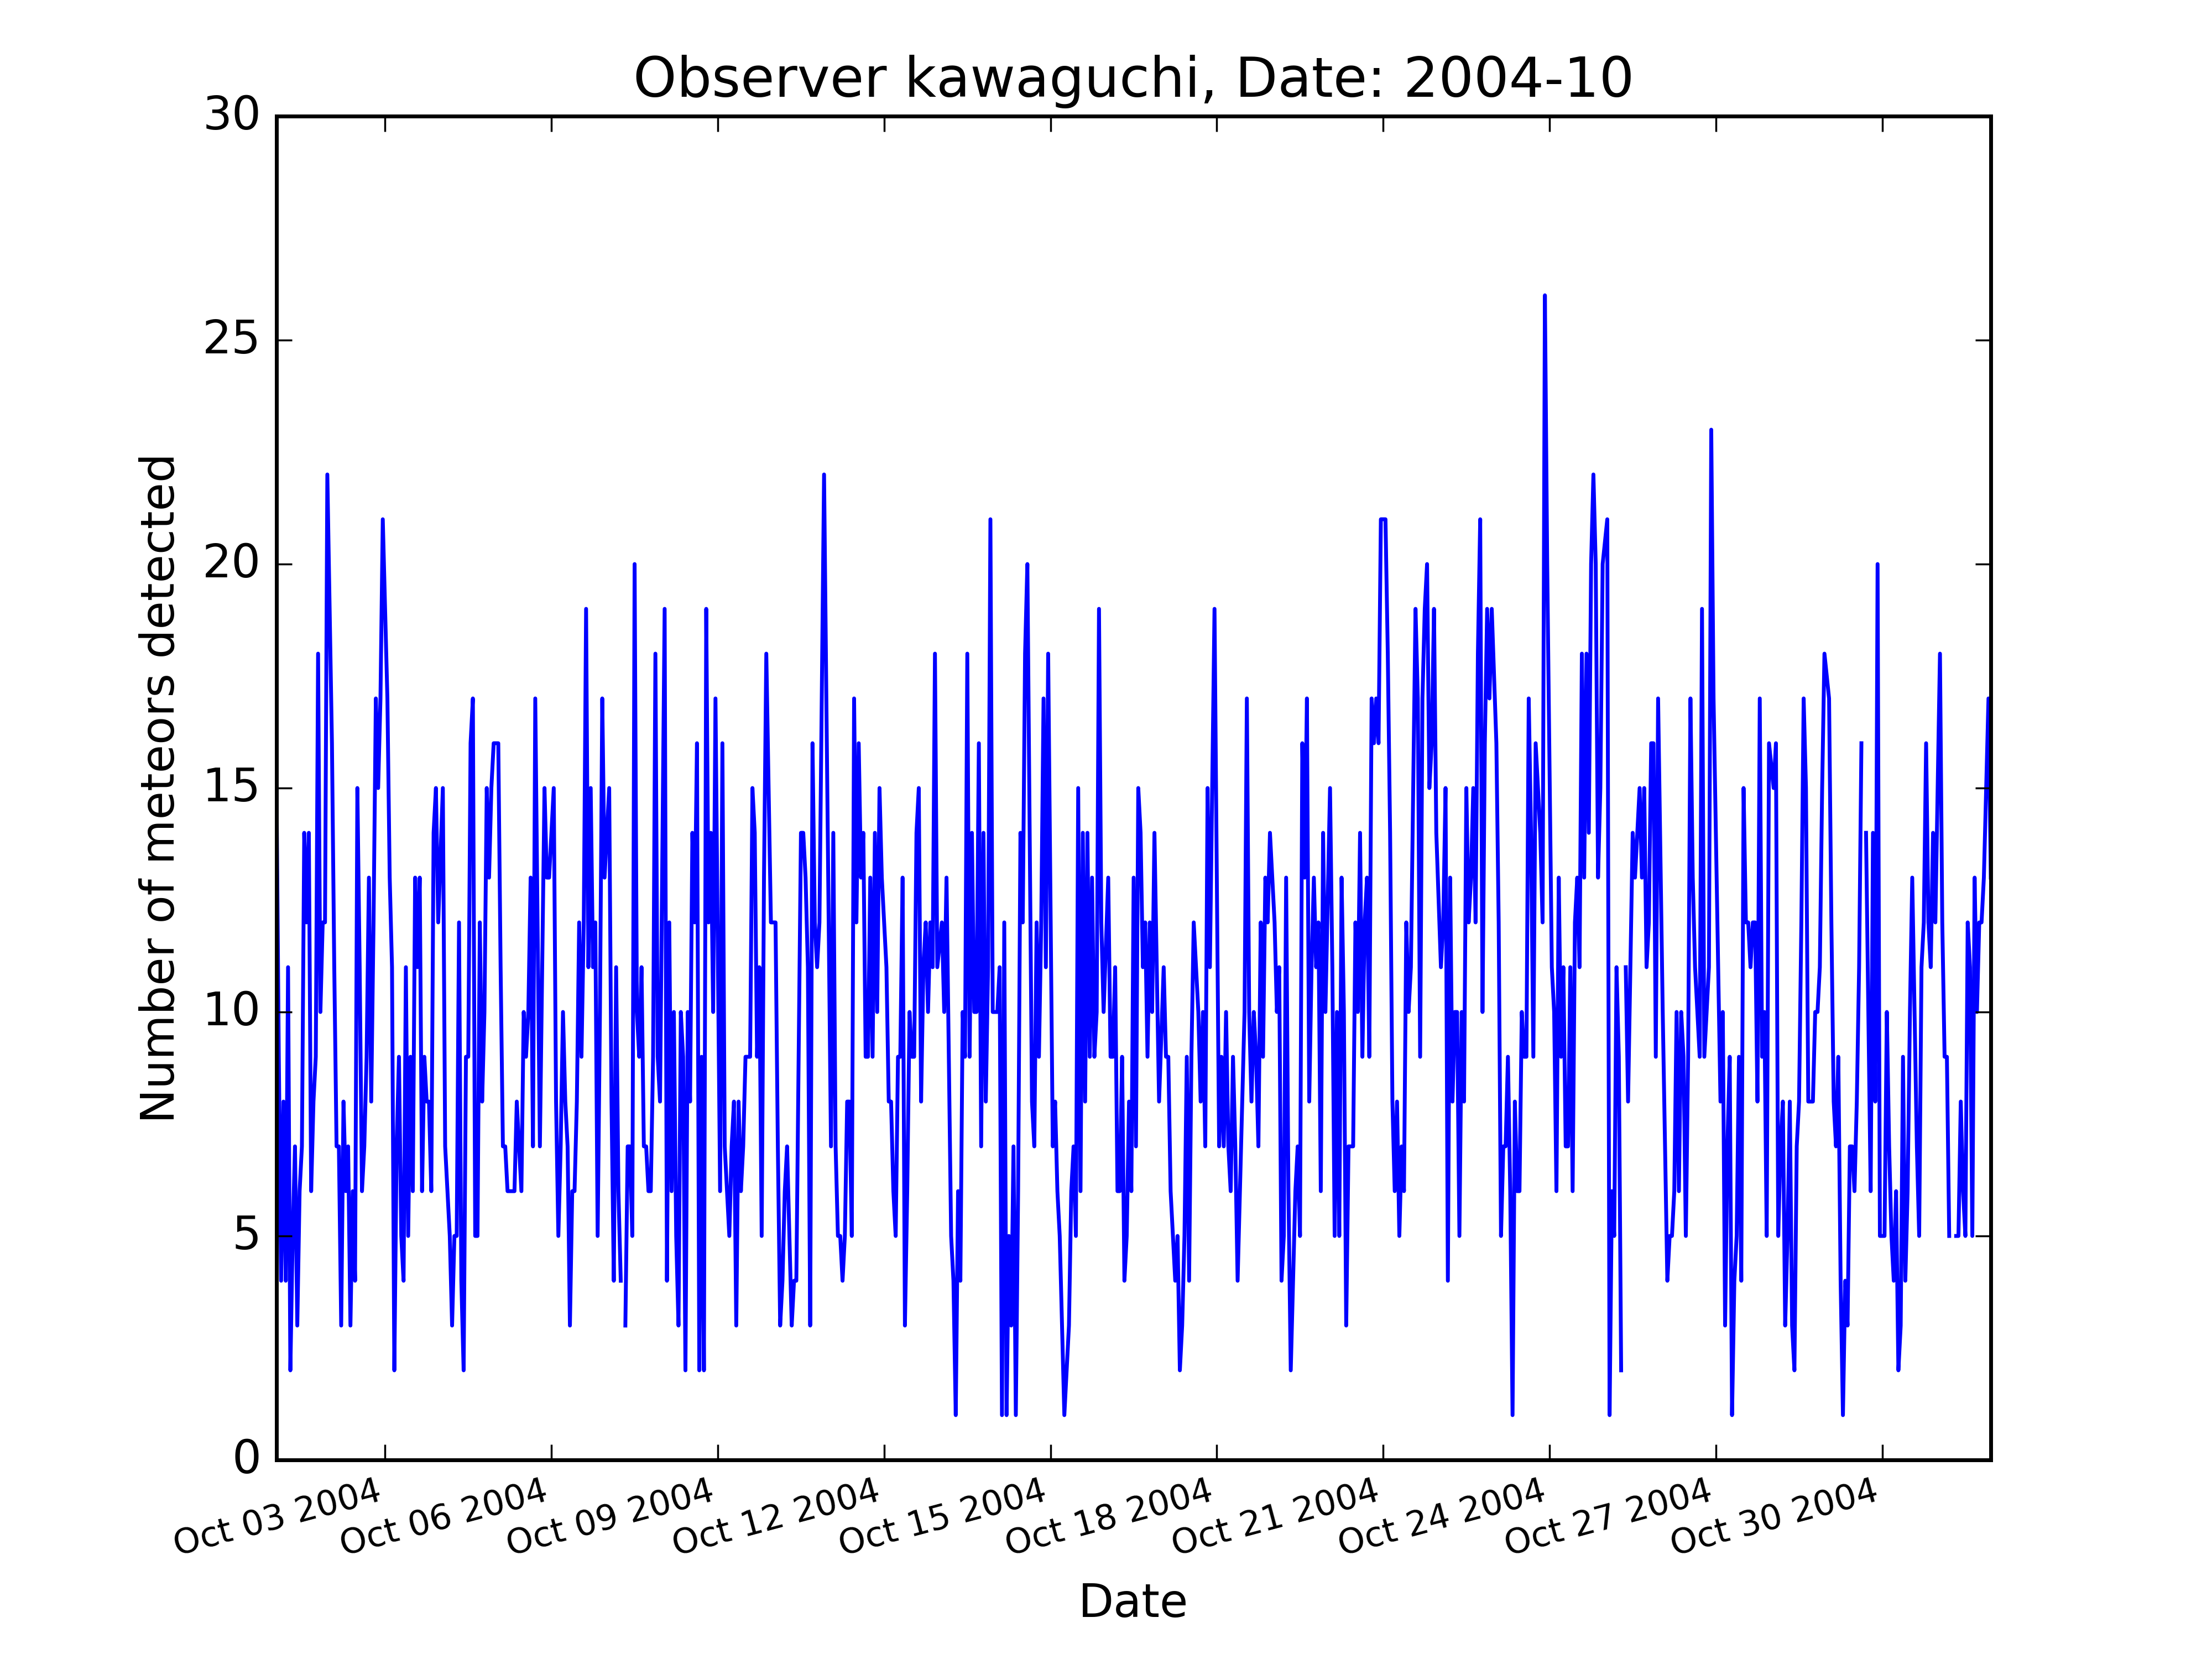 Observer kawaguchi, Date: 2004-10
30
25
20
15
10
5
0
Number of meteors detected
Oct 03 2004
Oct 06 2004
Oct 09 2004
Oct 12 2004
Oct 15 2004
Oct 18 2004
Oct 21 2004
Oct 24 2004
Oct 27 2004
Oct 30 2004
Date